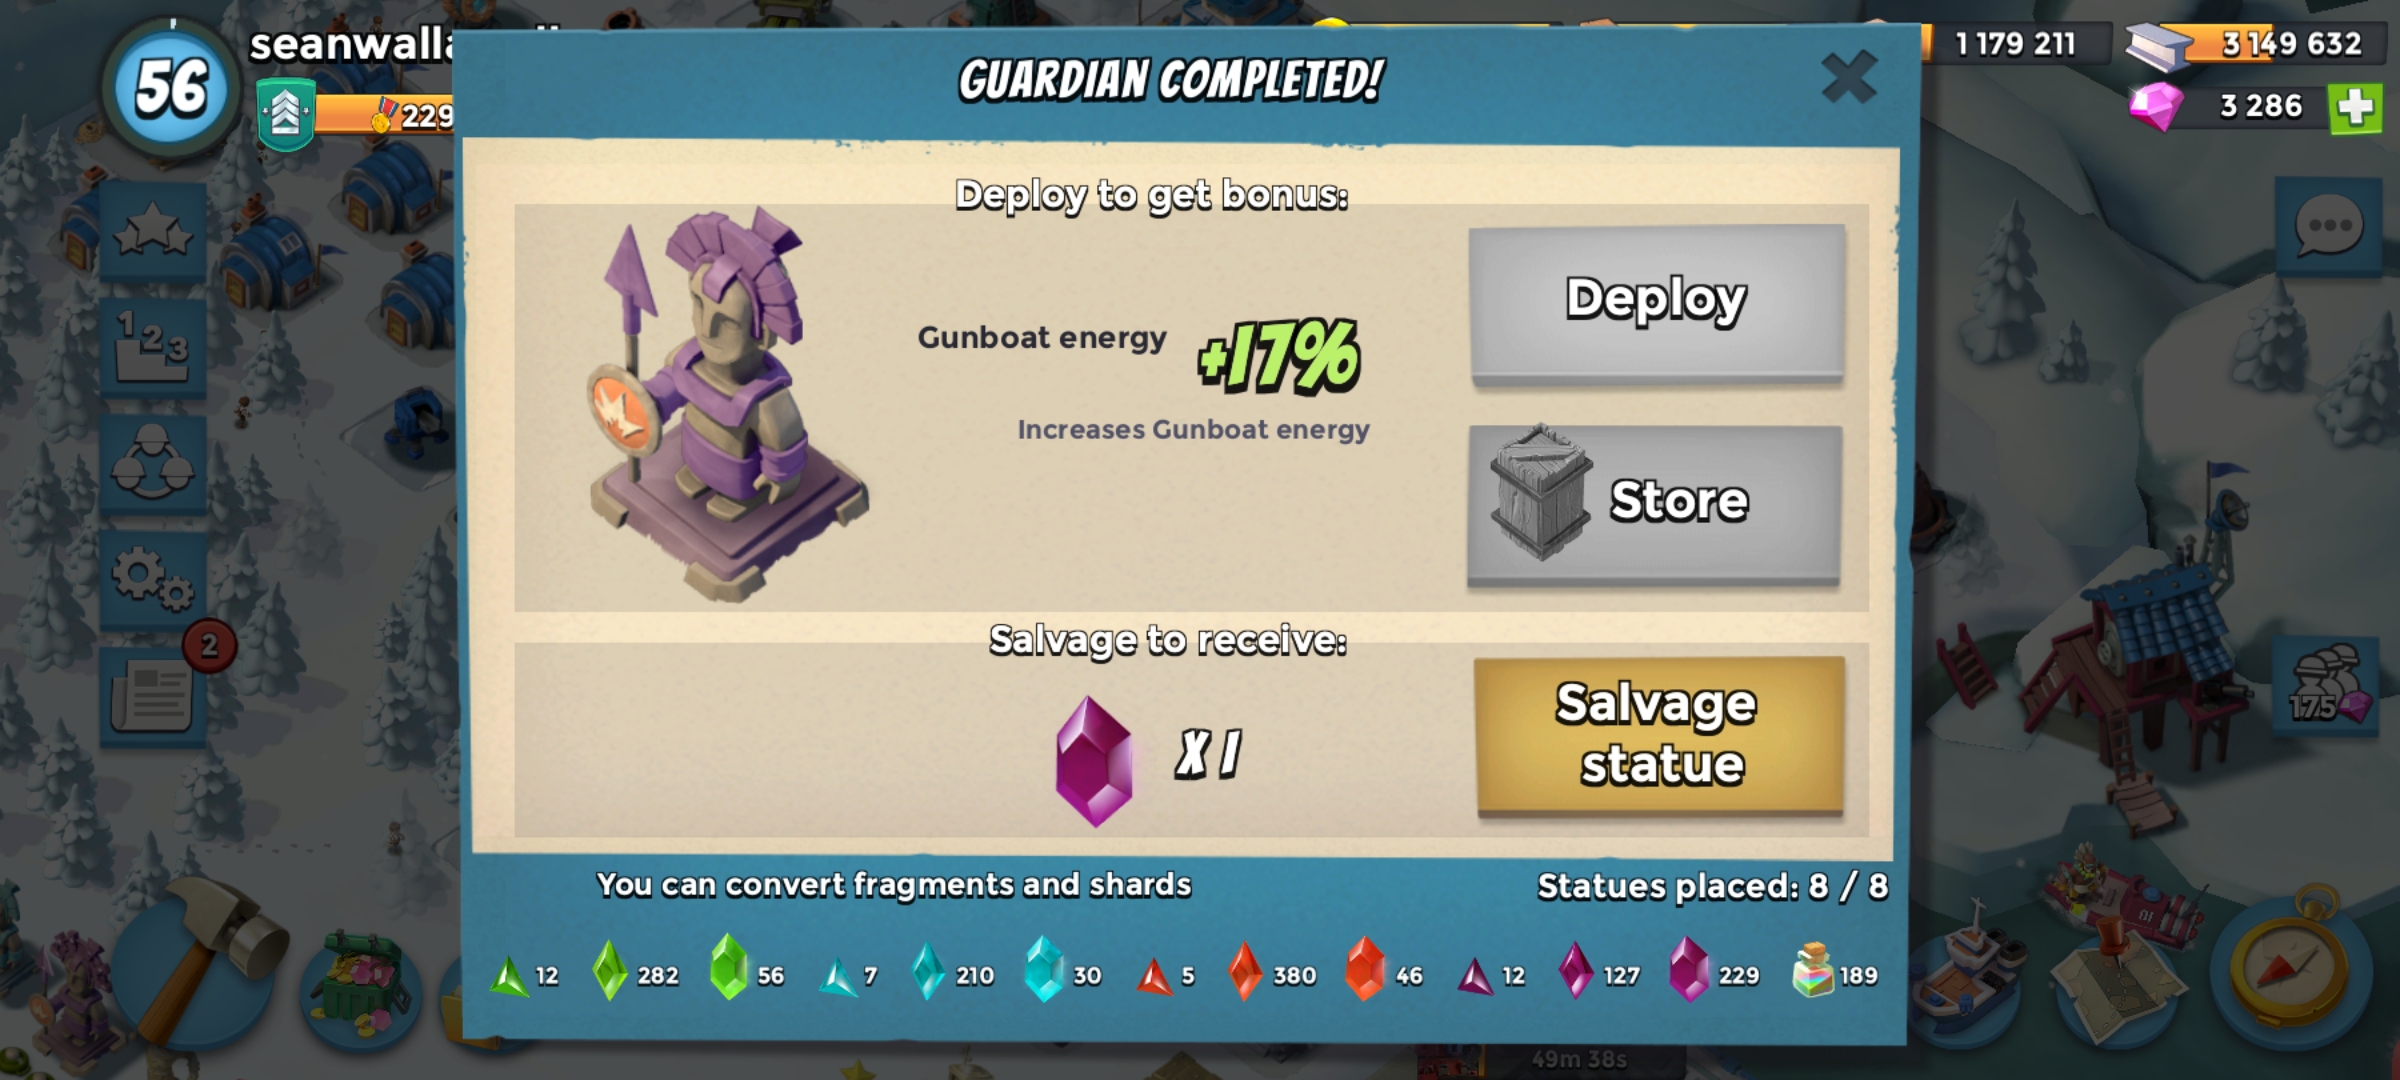 56
229
1 2 3
2
GUARDIAN COMPLETED!
1 179 211
3 149 632
3 286
Deploy to get bonus:
Gunboat energy +17%
Increases Gunboat energy
Deploy
Store
Salvage to receive:
X 1
Salvage
statue
175
You can convert fragments and shards
Statues placed: 8 / 8
12 282 56 7 210 30 5 380 46 12 127 229 189
49m 38s